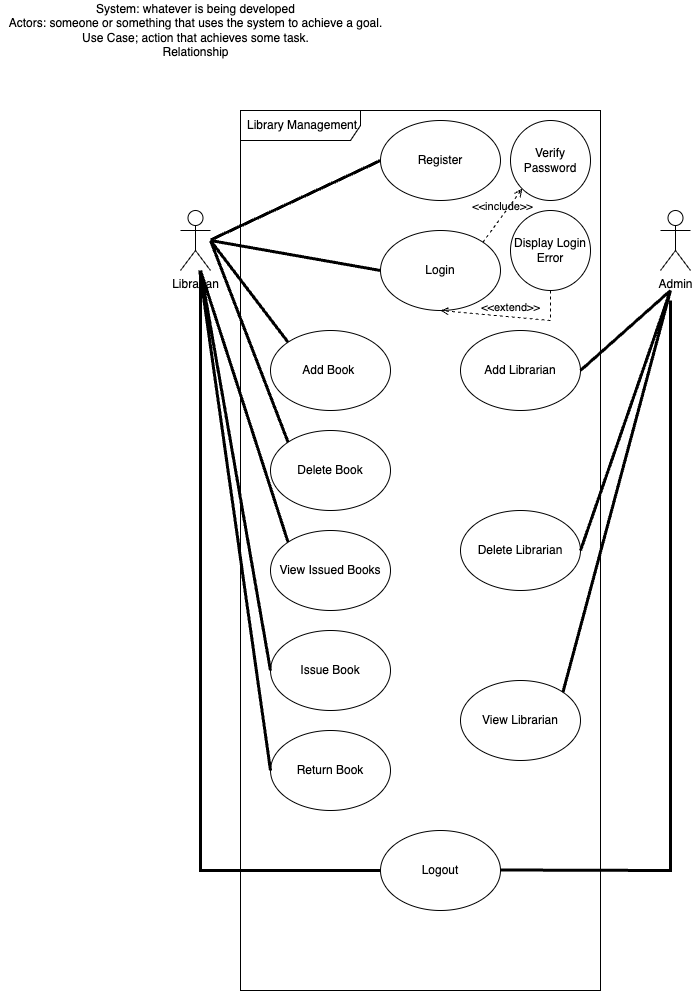 System: whatever is being developed
Actors: someone or something that uses the system to achieve a goal.
Use Case; action that achieves some task.
Relationship
Library Management
Register
Verify
Password
<<include>>
Display Login
Error
Login
Librarian
Admin
<<extend>>
Add Book
Add Librarian
Delete Book
Delete Librarian
View Issued Books
Issue Book
View Librarian
Return Book
Logout